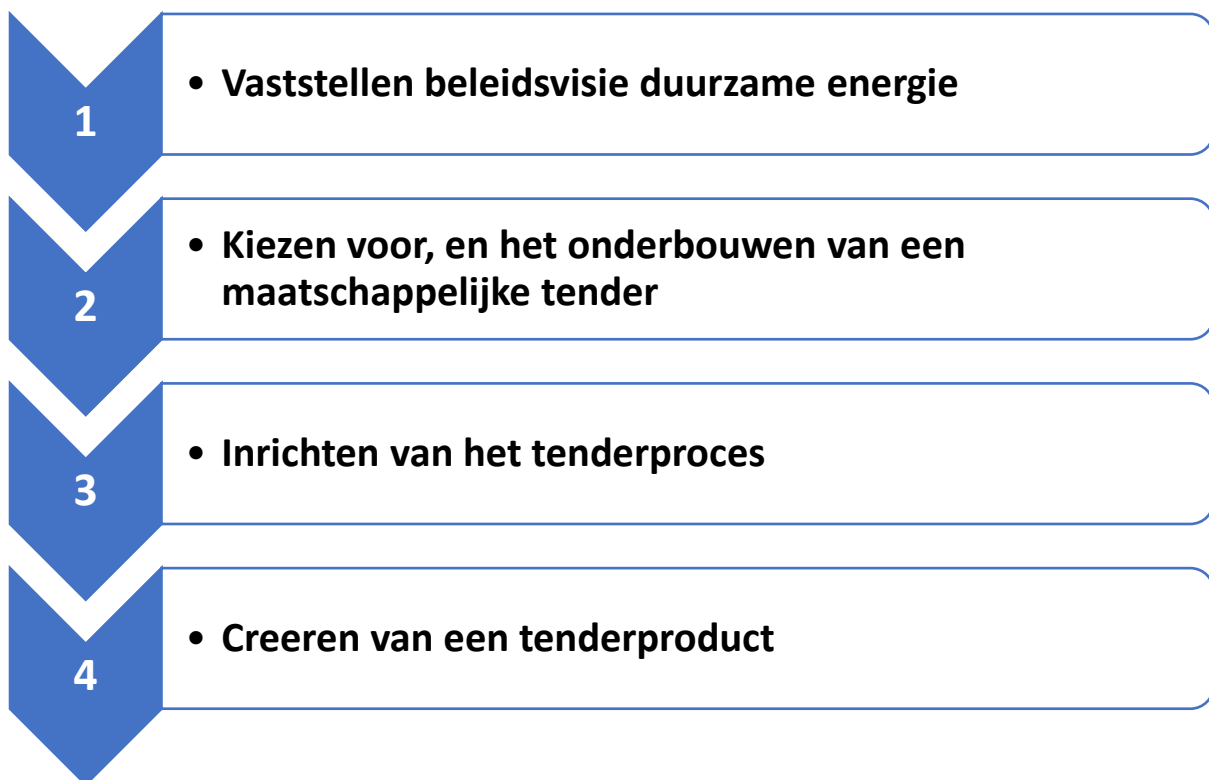 1
• Vaststellen beleidsvisie duurzame energie
2
• Kiezen voor, en het onderbouwen van een
maatschappelijke tender
3
• Inrichten van het tenderproces
4
• Creeren van een tenderproduct